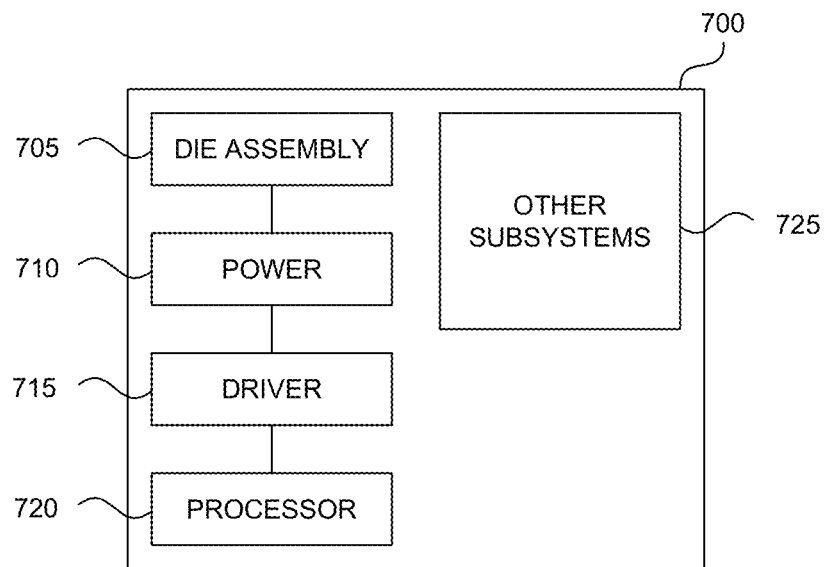 700
705
DIE ASSEMBLY
OTHER
SUBSYSTEMS
725
710
POWER
715
DRIVER
720
PROCESSOR